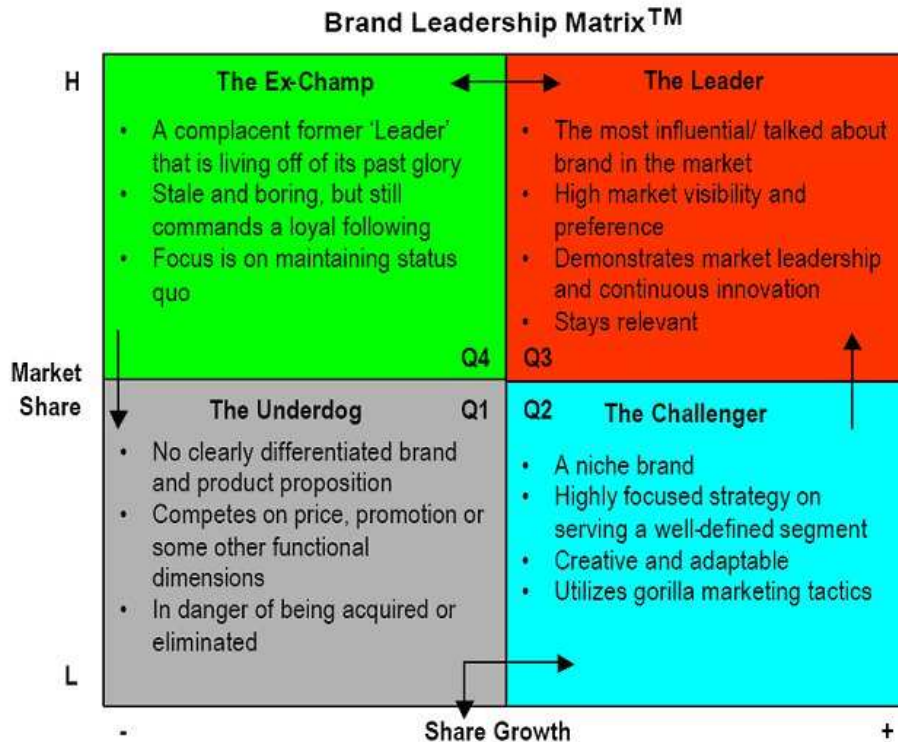 Brand Leadership Matrix™
H
The Ex-Champ
• A complacent former ‘Leader’
that is living off of its past glory
• Stale and boring, but still
commands a loyal following
• Focus is on maintaining status
quo
Q4
The Leader
• The most influential/ talked about
brand in the market
• High market visibility and
preference
• Demonstrates market leadership
and continuous innovation
• Stays relevant
Q3
Market
Share
The Underdog
Q1
• No clearly differentiated brand
and product proposition
• Competes on price, promotion or
some other functional
dimensions
• In danger of being acquired or
eliminated
Q2
The Challenger
• A niche brand
• Highly focused strategy on
serving a well-defined segment
• Creative and adaptable
• Utilizes gorilla marketing tactics
L
-
Share Growth
+